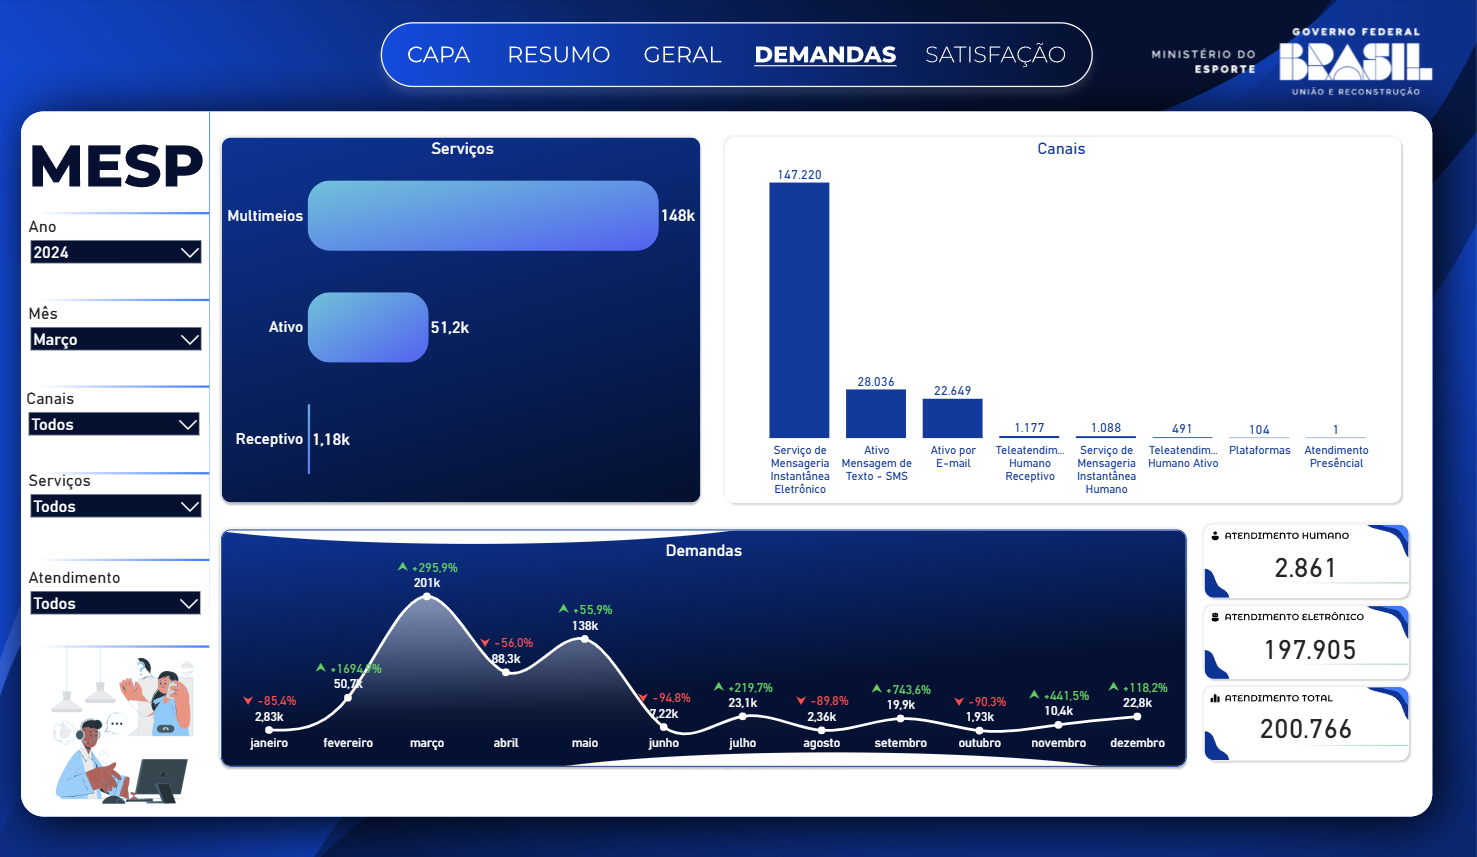 CAPA
RESUMO
GERAL
DEMANDAS
SATISFAÇÃO
MINISTÉRIO DO
ESPORTE
GOVERNO FEDERAL
BRASIL
UNIÃO E RECONSTRUÇÃO
MESP
Ano
2024
Mês
Março
Canais
Todos
Serviços
Todos
Atendimento
Todos
Serviços
Multimeios
148k
Ativo
51,2k
Receptivo
1,18k
Canais
147.220
28.036
22.649
1.177
1.088
491
104
1
Serviço de
Mensageria
Instantânea
Eletrônico
Ativo
Mensagem de
Texto - SMS
Ativo por
E-mail
Teleatendim...
Humano
Receptivo
Serviço de
Mensageria
Instantânea
Humano
Teleatendim...
Humano Ativo
Plataformas
Atendimento
Presêncial
Demandas
-85,4%
2,83k
+1694,9%
50,7k
+295,9%
201k
-56,0%
88,3k
+55,9%
138k
-94,8%
7,22k
+219,7%
23,1k
-89,8%
2,36k
+743,6%
19,9k
-90,3%
1,93k
+441,5%
10,4k
+118,2%
22,8k
janeiro
fevereiro
março
abril
maio
junho
julho
agosto
setembro
outubro
novembro
dezembro
ATENDIMENTO HUMANO
2.861
ATENDIMENTO ELETRÔNICO
197.905
ATENDIMENTO TOTAL
200.766